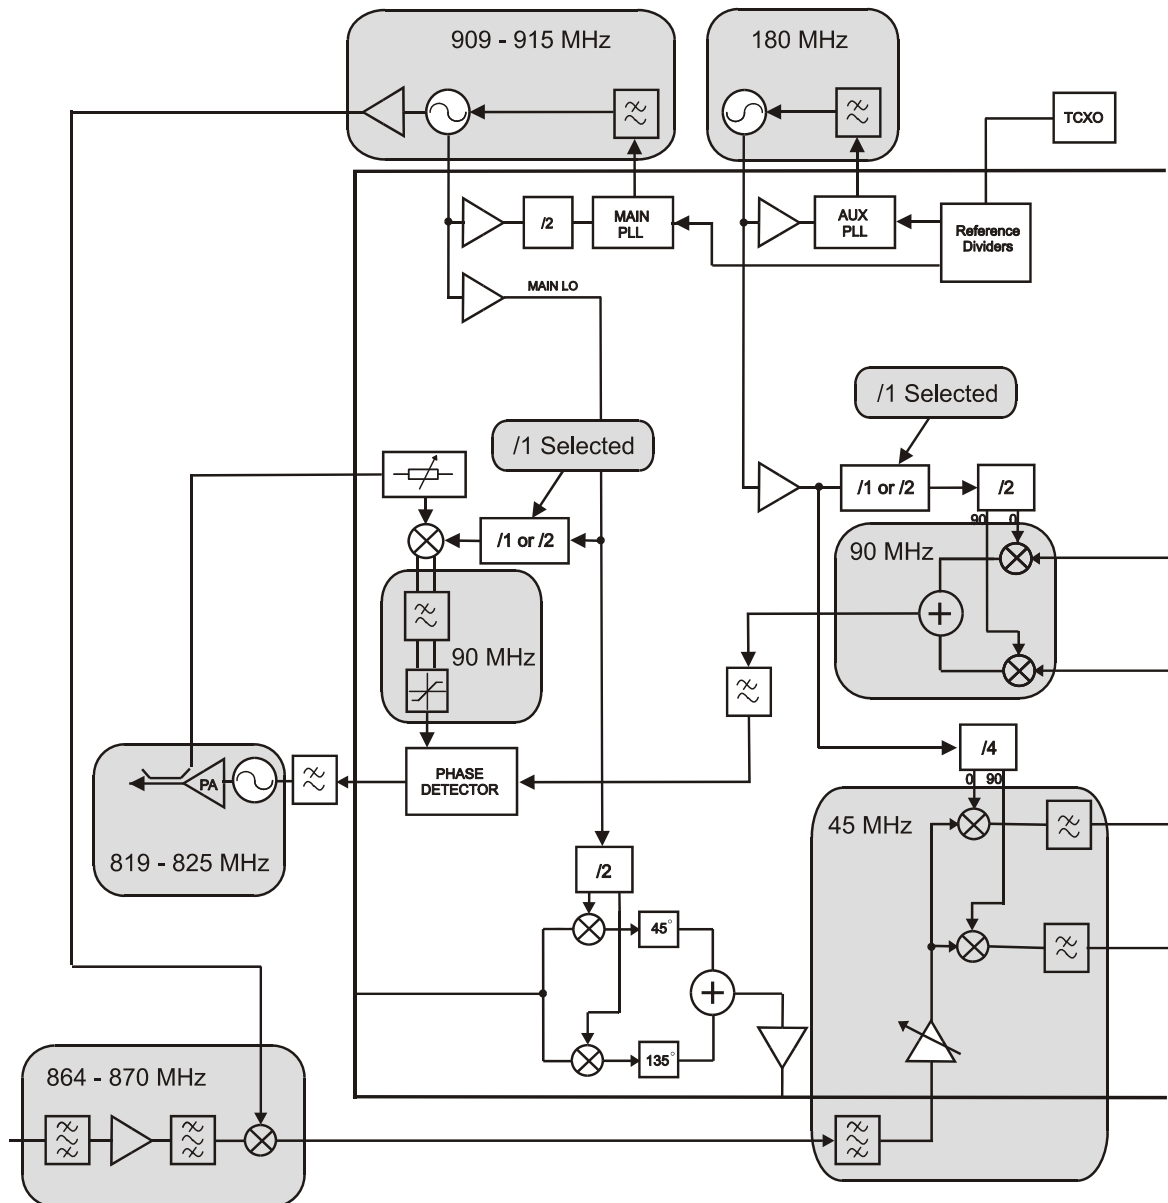 909 - 915 MHz
180 MHz
TCXO
/2
MAIN
PLL
AUX
PLL
Reference
Dividers
MAIN LO
/1 Selected
/1 Selected
/1 or /2
/2
90
0
/1 or /2
90 MHz
90 MHz
PHASE
DETECTOR
/4
0
90
PA
819 - 825 MHz
45 MHz
/2
45°
135°
864 - 870 MHz